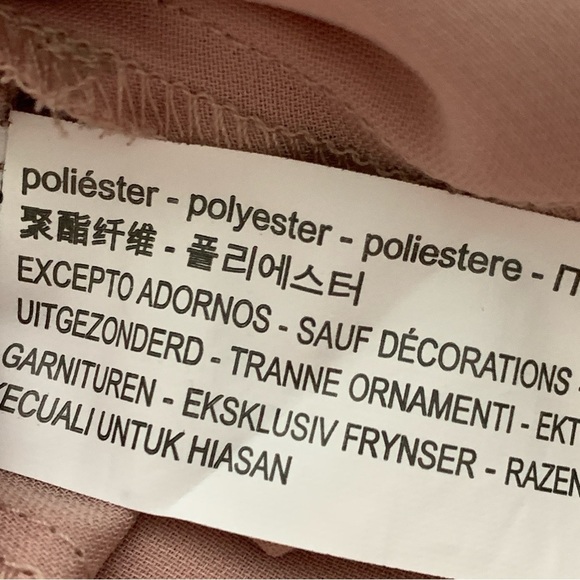 poliéster - polyester - poliestere -
聚酯纤维 - 폴리에스터
EXCEPTO ADORNOS - SAUF DÉCORATIONS -
UITGEZONDERD - TRANNE ORNAMENTI - EKT
GARNITUREN - EKSKLUSIV FRYNSER - RAZEN
KECUALI UNTUK HIASAN